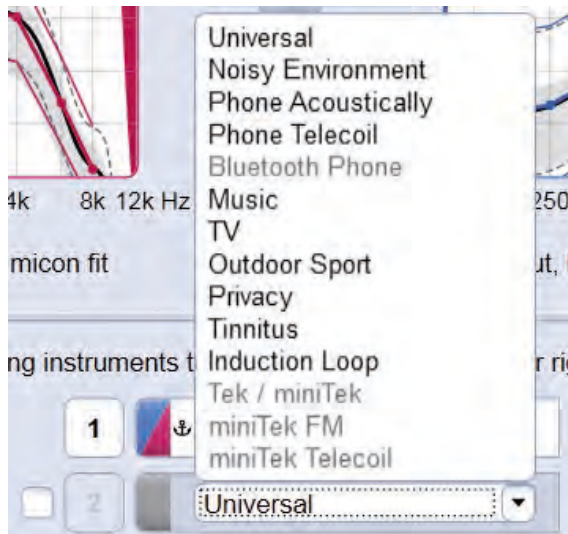 Universal
Noisy Environment
Phone Acoustically
Phone Telecoil
Bluetooth Phone
4k 8k 12k Hz Music 250
TV
micon fit Outdoor Sport ut,
Privacy
Tinnitus
ng instruments t Induction Loop r rig
Tek / miniTek
1 miniTek FM
miniTek Telecoil
2 Universal